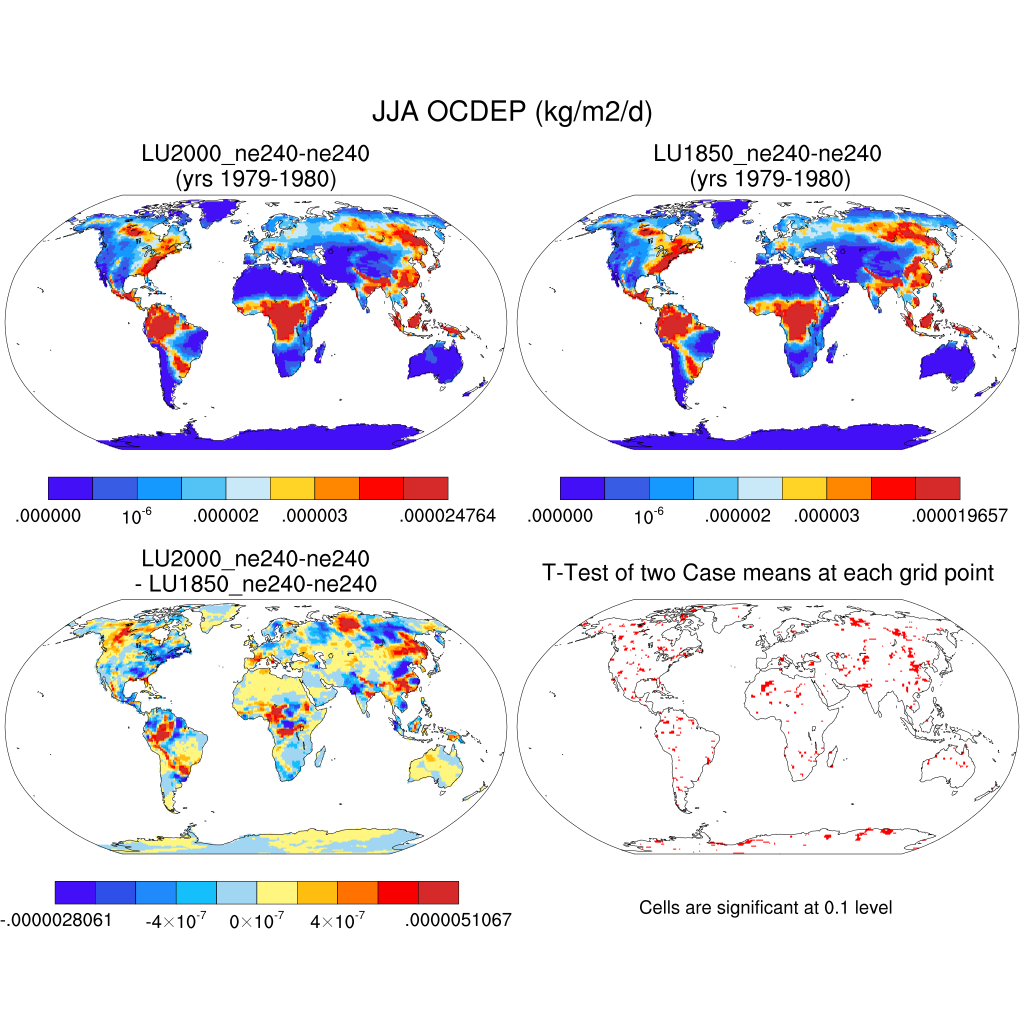 JJA OCDEP (kg/m2/d)
LU2000_ne240-ne240
(yrs 1979-1980)
LU1850_ne240-ne240
(yrs 1979-1980)
.000000 10-6 .000002 .000003 .000024764
.000000 10-6 .000002 .000003 .000019657
LU2000_ne240-ne240
- LU1850_ne240-ne240
T-Test of two Case means at each grid point
-.0000028061 -4×10-7 0×10-7 4×10-7 .0000051067
Cells are significant at 0.1 level